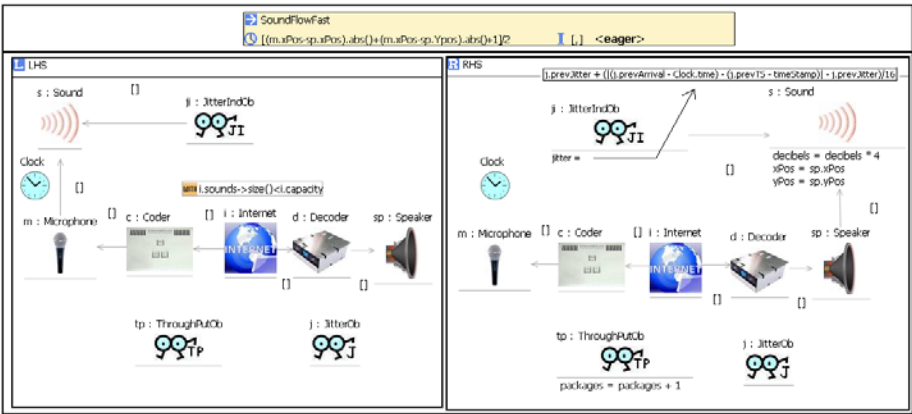 SoundFlowFast
[(m.xPos-sp.xPos).abs()+(m.xPos-sp.Ypos).abs()+1]/2
[,] <eager>
L LHS
s : Sound
[]
ji : JitterIndOb
JI
Clock
[]
WITH i.sounds->size()<i.capacity
m : Microphone
[]
c : Coder
[]
i : Internet
d : Decoder
sp : Speaker
INTERNET
[]
[]
tp : ThroughPutOb
TP
j : JitterOb
J
R RHS
j.prevJitter + (|(j.prevArrival - Clock.time) - (j.prevTS - timeStamp)| - j.prevJitter)/16
s : Sound
ji : JitterIndOb
JI
jitter =
decibels = decibels * 4
xPos = sp.xPos
yPos = sp.yPos
Clock
[]
[]
m : Microphone
[]
c : Coder
[]
i : Internet
d : Decoder
sp : Speaker
INTERNET
[]
[]
tp : ThroughPutOb
TP
packages = packages + 1
j : JitterOb
J